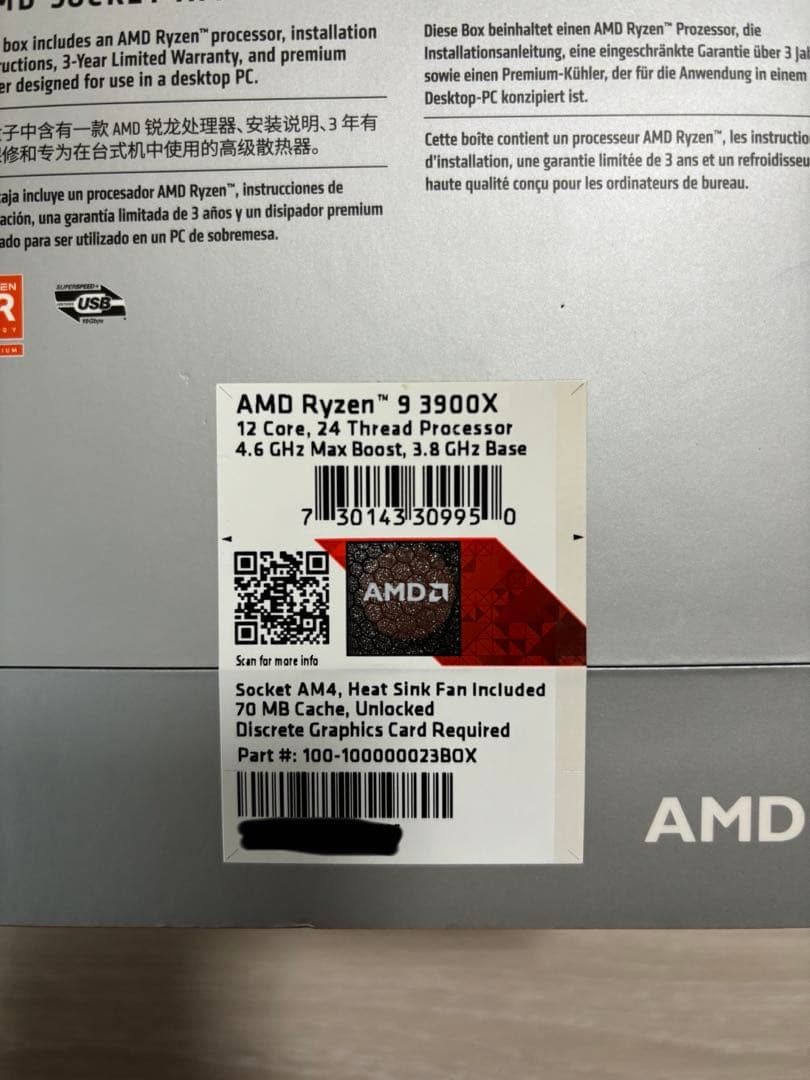 box includes an AMD Ryzen™ processor, installation
3-Year Limited Warranty, and premium
designed for use in a desktop PC.
子中含有一款 AMD 锐龙处理器、安装说明、3 年有
修和专为在台式机中使用的高级散热器。
incluye un procesador AMD Ryzen™, instrucciones de
una garantía limitada de 3 años y un disipador premium
para ser utilizado en un PC de sobremesa.
Diese Box beinhaltet einen AMD Ryzen™ Prozessor, die
Installationsanleitung, eine eingeschränkte Garantie über 3
sowie einen Premium-Kühler, der für die Anwendung in einem
Desktop-PC konzipiert ist.
Cette boîte contient un processeur AMD Ryzen™, les
d'installation, une garantie limitée de 3 ans et un
haute qualité conçu pour les ordinateurs de bureau.
SUPERSPEED+
USB
10Gbps
AMD Ryzen™ 9 3900X
12 Core, 24 Thread Processor
4.6 GHz Max Boost, 3.8 GHz Base
7 30143 30995 0
AMD
Scan for more info
Socket AM4, Heat Sink Fan Included
70 MB Cache, Unlocked
Discrete Graphics Card Required
Part #: 100-100000023BOX
AMD